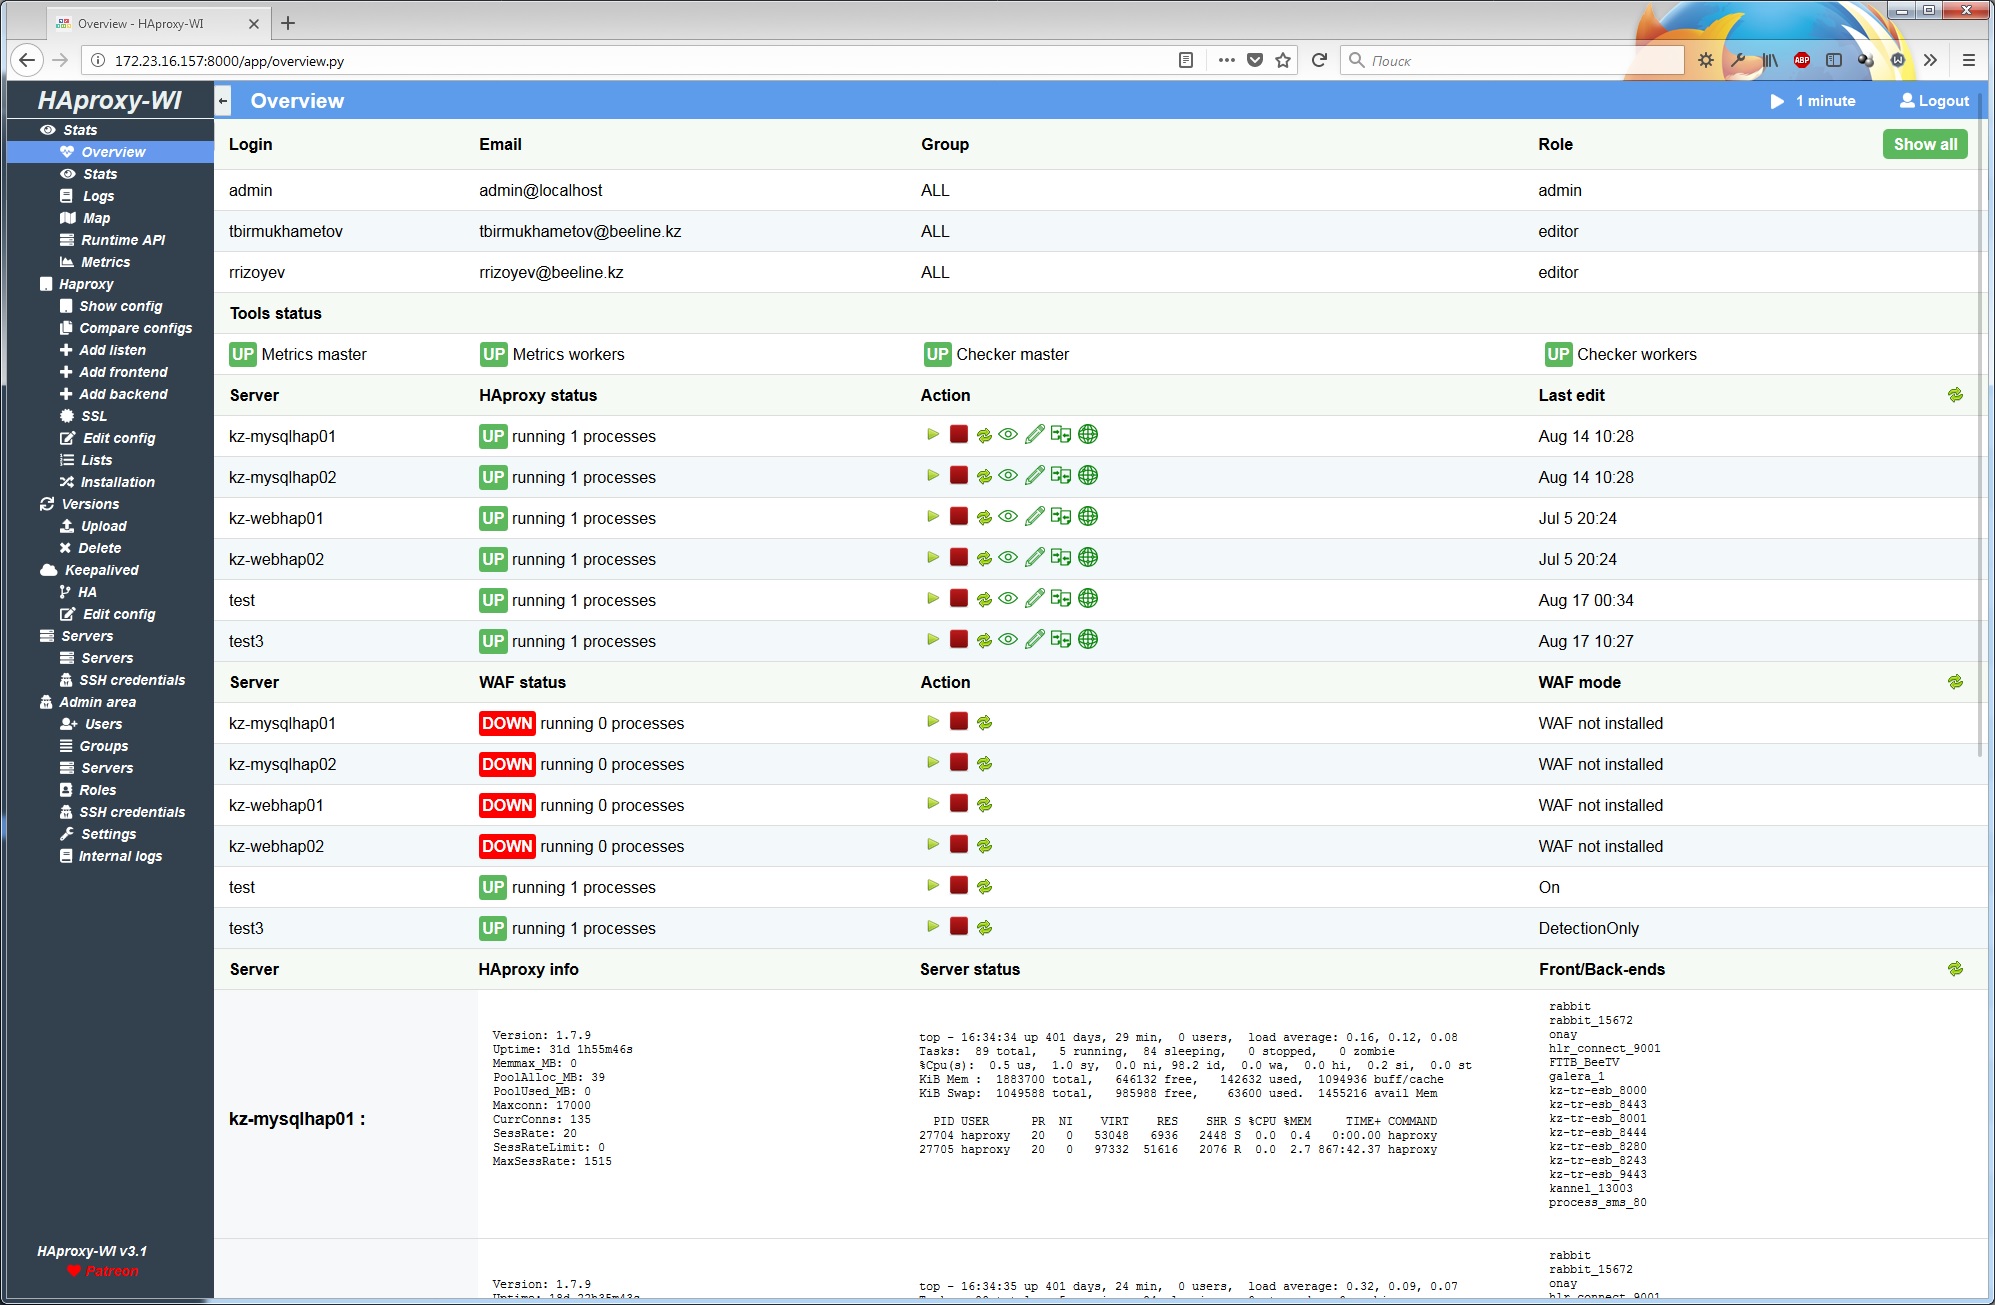 Overview - HAproxy-WI
172.23.16.157:8000/app/overview.py
Поиск
ABP
HAproxy-WI
Overview
1 minute
Logout
Stats
Overview
Stats
Logs
Map
Runtime API
Metrics
Haproxy
Show config
Compare configs
Add listen
Add frontend
Add backend
SSL
Edit config
Lists
Installation
Versions
Upload
Delete
Keepalived
HA
Edit config
Servers
Servers
SSH credentials
Admin area
Users
Groups
Servers
Roles
SSH credentials
Settings
Internal logs
HAproxy-WI v3.1
Patreon
Login Email Group Role Show all
admin admin@localhost ALL admin
tbirmukhametov tbirmukhametov@beeline.kz ALL editor
rrizoyev rrizoyev@beeline.kz ALL editor
Tools status
UP Metrics master UP Metrics workers UP Checker master UP Checker workers
Server HAproxy status Action Last edit
kz-mysqlhap01 UP running 1 processes Aug 14 10:28
kz-mysqlhap02 UP running 1 processes Aug 14 10:28
kz-webhap01 UP running 1 processes Jul 5 20:24
kz-webhap02 UP running 1 processes Jul 5 20:24
test UP running 1 processes Aug 17 00:34
test3 UP running 1 processes Aug 17 10:27
Server WAF status Action WAF mode
kz-mysqlhap01 DOWN running 0 processes WAF not installed
kz-mysqlhap02 DOWN running 0 processes WAF not installed
kz-webhap01 DOWN running 0 processes WAF not installed
kz-webhap02 DOWN running 0 processes WAF not installed
test UP running 1 processes On
test3 UP running 1 processes DetectionOnly
Server HAproxy info Server status Front/Back-ends
kz-mysqlhap01 :
Version: 1.7.9
Uptime: 31d 1h55m46s
Memmax_MB: 0
PoolAlloc_MB: 39
PoolUsed_MB: 0
Maxconn: 17000
CurrConns: 135
SessRate: 20
SessRateLimit: 0
MaxSessRate: 1515
top - 16:34:34 up 401 days, 29 min, 0 users, load average: 0.16, 0.12, 0.08
Tasks: 89 total, 5 running, 84 sleeping, 0 stopped, 0 zombie
%Cpu(s): 0.5 us, 1.0 sy, 0.0 ni, 98.2 id, 0.0 wa, 0.0 hi, 0.2 si, 0.0 st
KiB Mem : 1883700 total, 646132 free, 142632 used, 1094936 buff/cache
KiB Swap: 1049588 total, 985988 free, 63600 used. 1455216 avail Mem
PID USER PR NI VIRT RES SHR S %CPU %MEM TIME+ COMMAND
27704 haproxy 20 0 53048 6936 2448 S 0.0 0.4 0:00.00 haproxy
27705 haproxy 20 0 97332 51616 2076 R 0.0 2.7 867:42.37 haproxy
rabbit
rabbit_15672
onay
hlr_connect_9001
FTTB_BeeTV
galera_1
kz-tr-esb_8000
kz-tr-esb_8443
kz-tr-esb_8001
kz-tr-esb_8444
kz-tr-esb_8280
kz-tr-esb_8243
kz-tr-esb_9443
kannel_13003
process_sms_80
Version: 1.7.9
top - 16:34:35 up 401 days, 24 min, 0 users, load average: 0.32, 0.09, 0.07
rabbit
rabbit_15672
onay
hlr_connect_9001